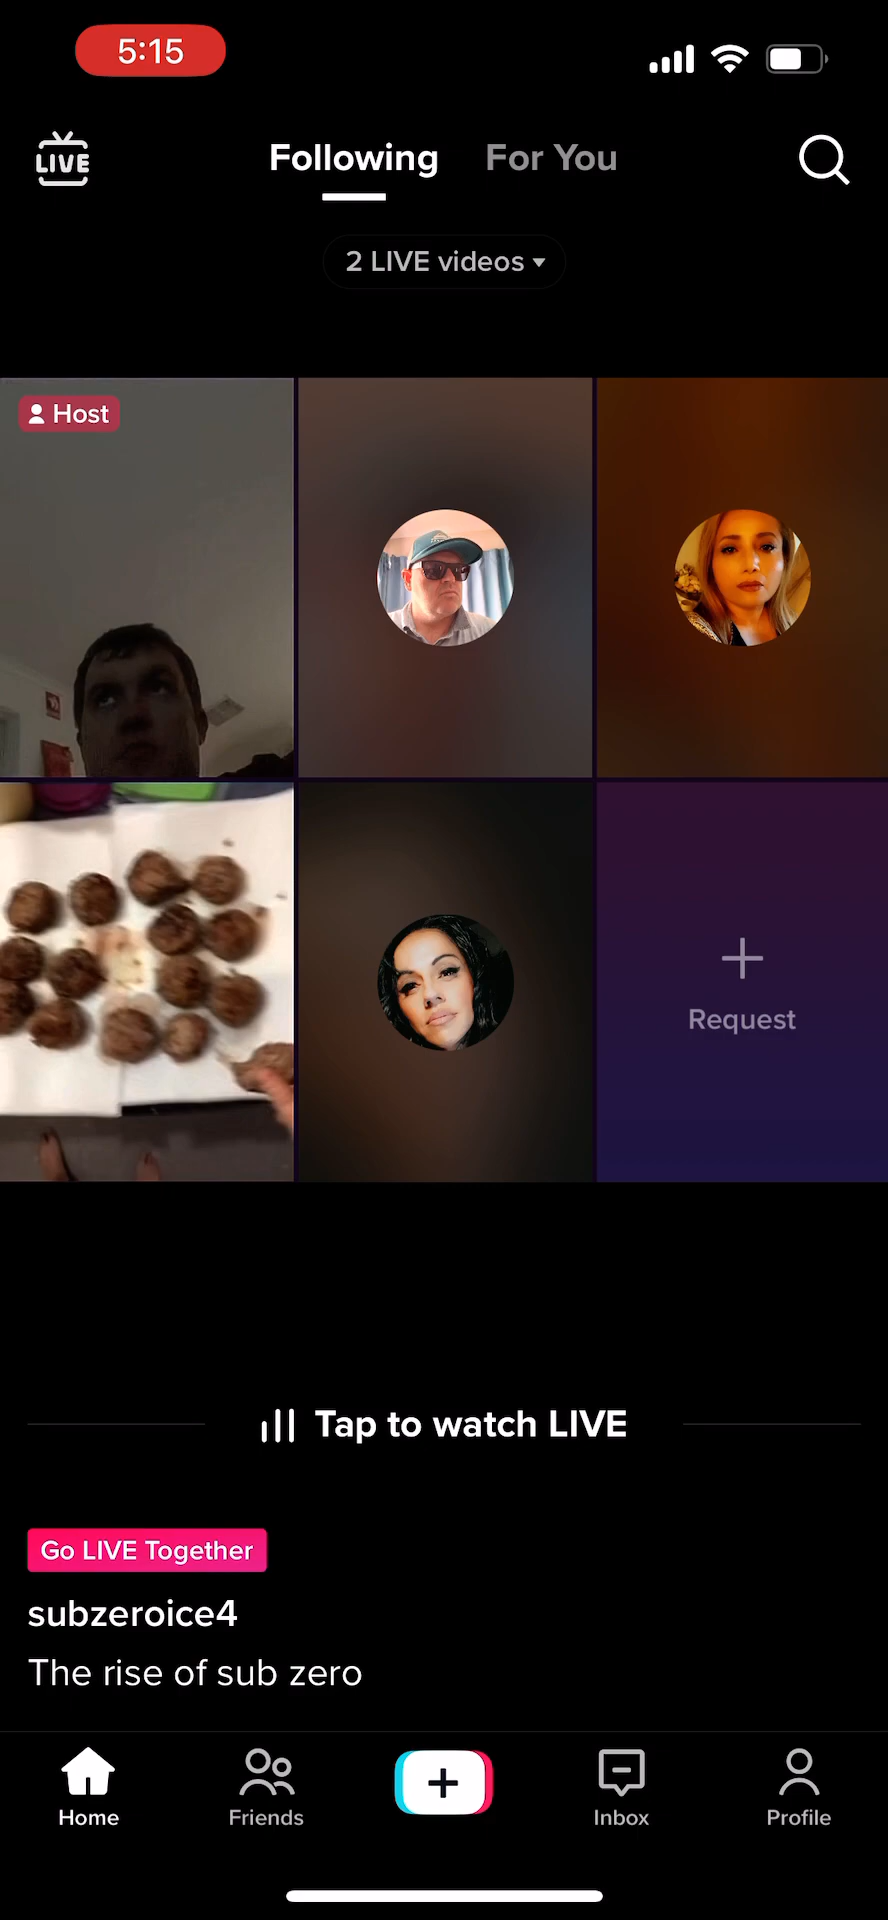 5:15
LIVE
Following
For You
2 LIVE videos
Host
Request
Tap to watch LIVE
Go LIVE Together
subzeroice4
The rise of sub zero
Home
Friends
Inbox
Profile